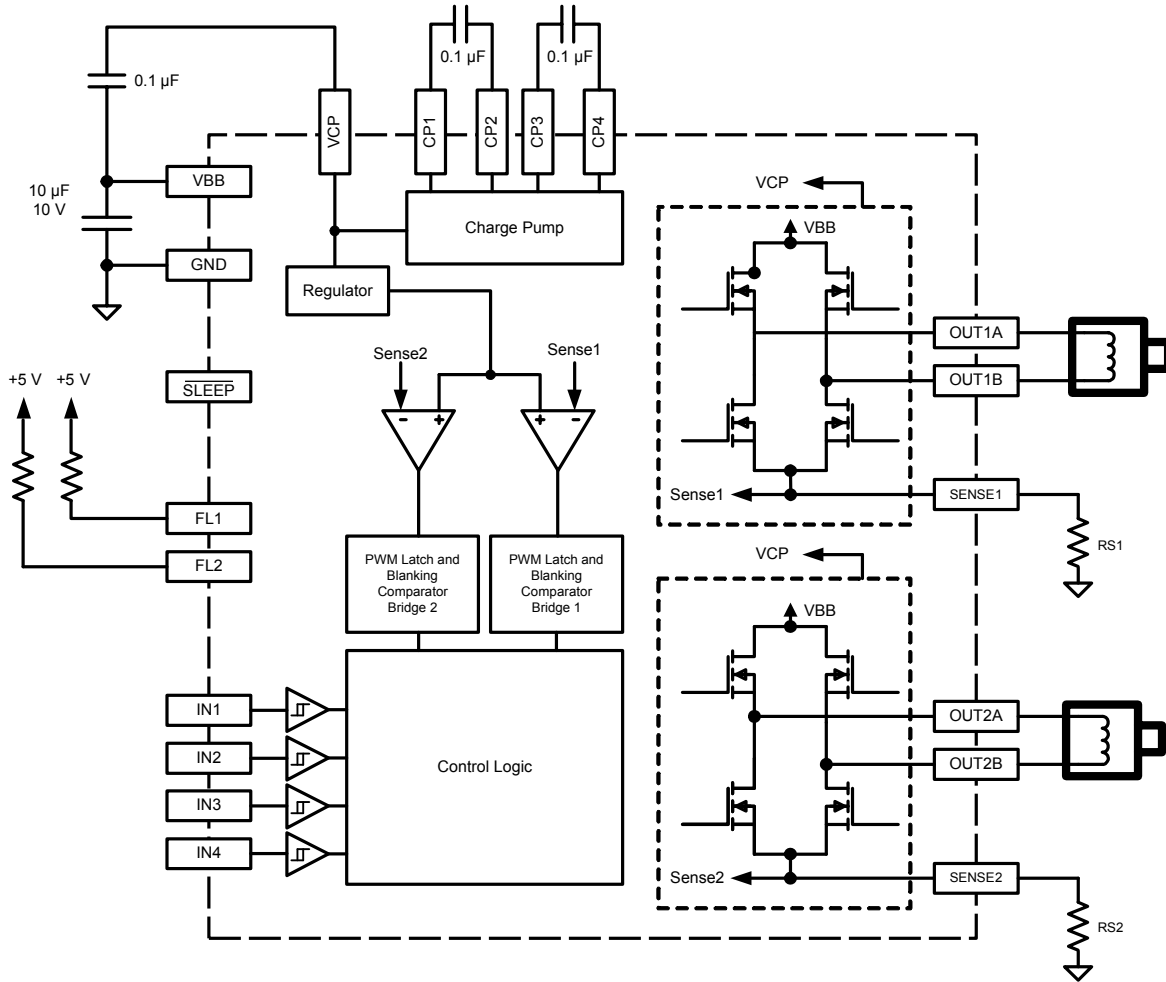 0.1 µF
0.1 µF
0.1 µF
VCP
CP1
CP2
CP3
CP4
VBB
10 µF
10 V
GND
Charge Pump
Regulator
VCP
VBB
OUT1A
OUT1B
Sense2
Sense1
+5 V
+5 V
SLEEP
Sense1
SENSE1
RS1
FL1
FL2
PWM Latch and
Blanking
Comparator
Bridge 2
PWM Latch and
Blanking
Comparator
Bridge 1
VCP
VBB
IN1
IN2
IN3
IN4
Control Logic
OUT2A
OUT2B
Sense2
SENSE2
RS2